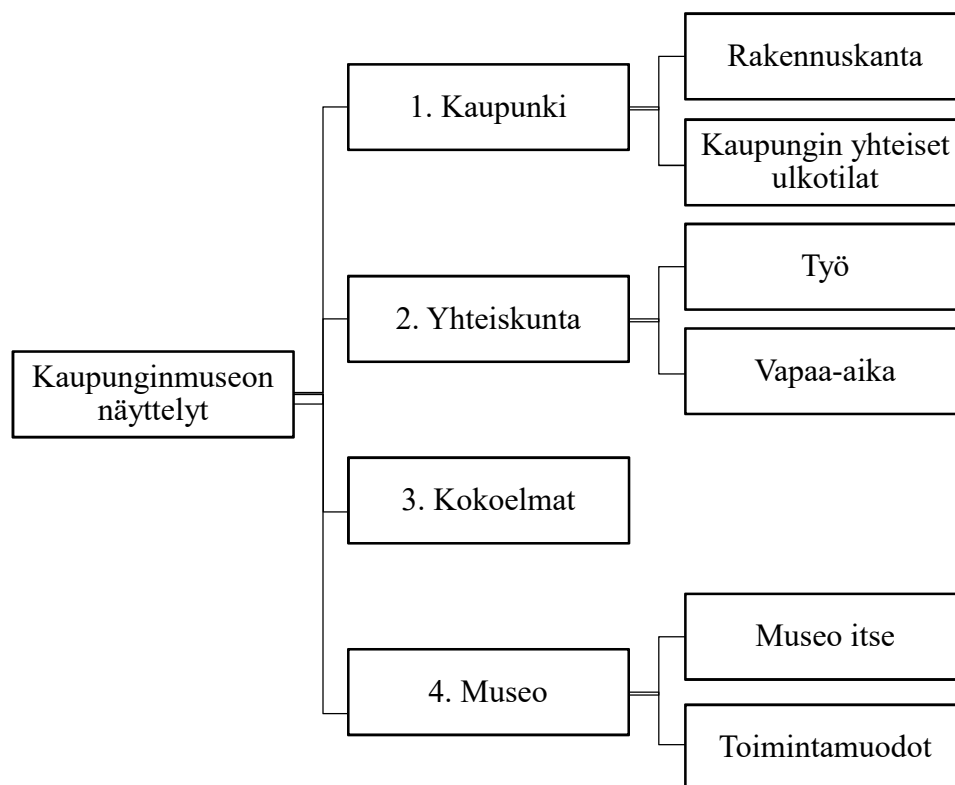 Kaupunginmuseon
näyttelyt
1. Kaupunki
Rakennuskanta
Kaupungin yhteiset
ulkotilat
2. Yhteiskunta
Työ
Vapaa-aika
3. Kokoelmat
4. Museo
Museo itse
Toimintamuodot